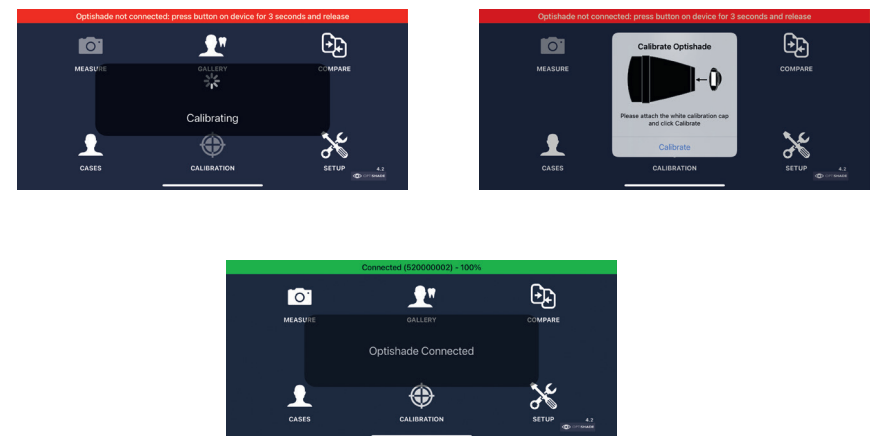 Optishade not connected: press button on device for 3 seconds and release
MEASURE
GALLERY
COMPARE
Calibrating
CASES
CALIBRATION
SETUP
4.2
OPTISHADE
Optishade not connected: press button on device for 3 seconds and release
MEASURE
COMPARE
Calibrate Optishade
Please attach the white calibration cap
and click Calibrate
Calibrate
CASES
CALIBRATION
SETUP
4.2
OPTISHADE
Connected (520000002) - 100%
MEASURE
GALLERY
COMPARE
Optishade Connected
CASES
CALIBRATION
SETUP
4.2
OPTISHADE